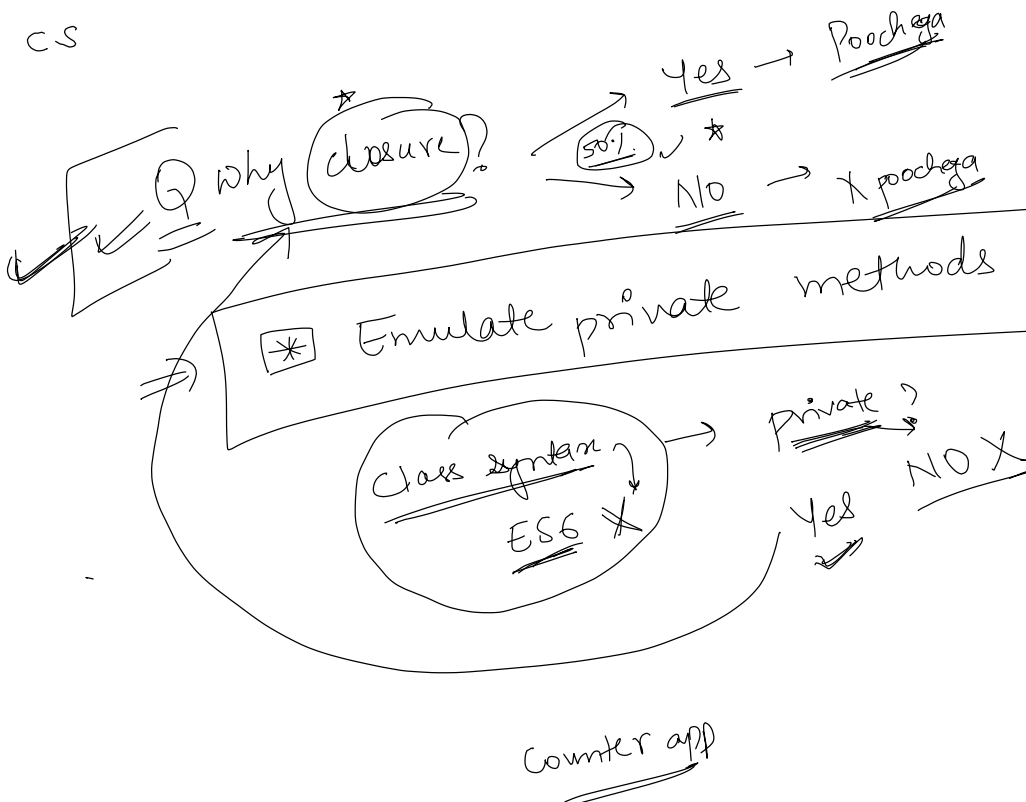 CS
Yes → Poochega
Q why closure?
50%
NO → X poochega
* Emulate private methods
Class syntax → private ?
ES6 X
NO X
Yes
Counter app